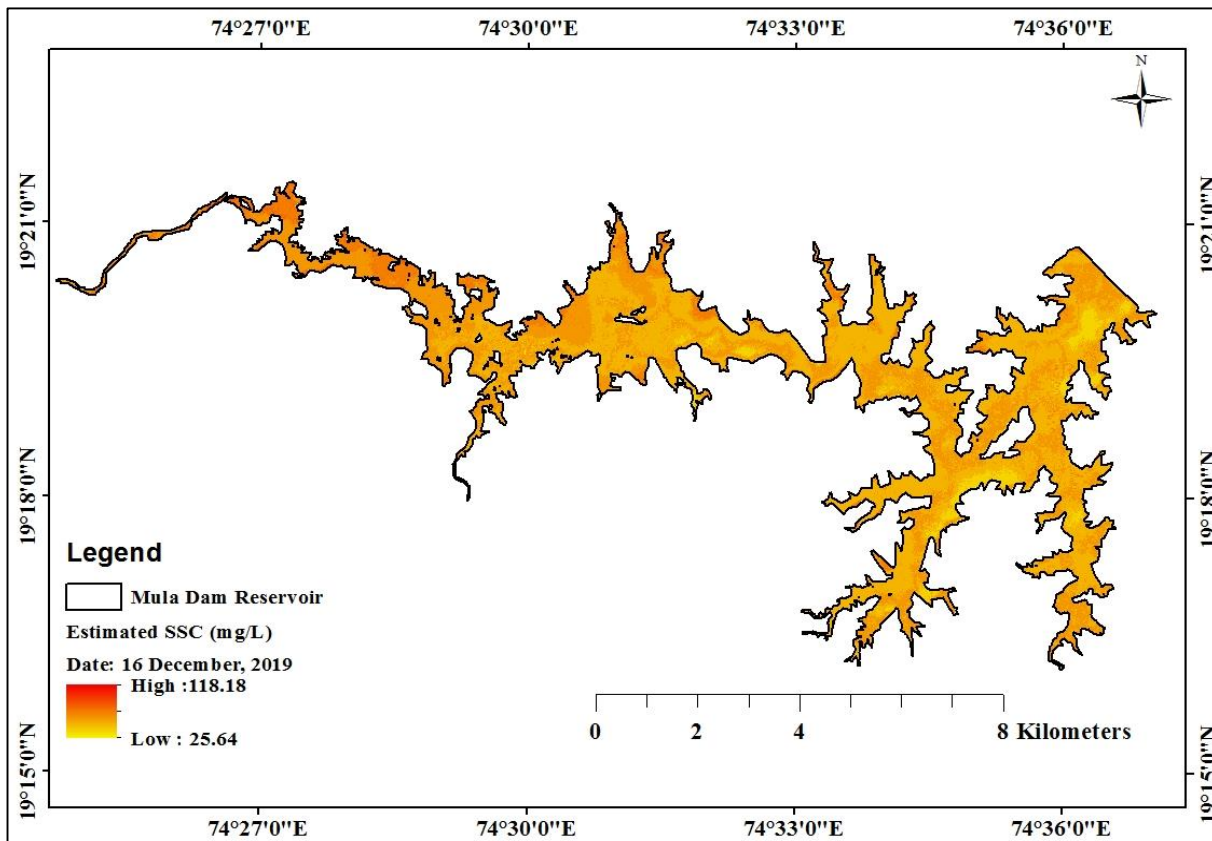 74°27'0"E 74°30'0"E 74°33'0"E 74°36'0"E
N
19°21'0"N 19°21'0"N
19°18'0"N 19°18'0"N
Legend
Mula Dam Reservoir
Estimated SSC (mg/L)
Date: 16 December, 2019
High :118.18
Low : 25.64
0 2 4 8 Kilometers
19°15'0"N 19°15'0"N
74°27'0"E 74°30'0"E 74°33'0"E 74°36'0"E